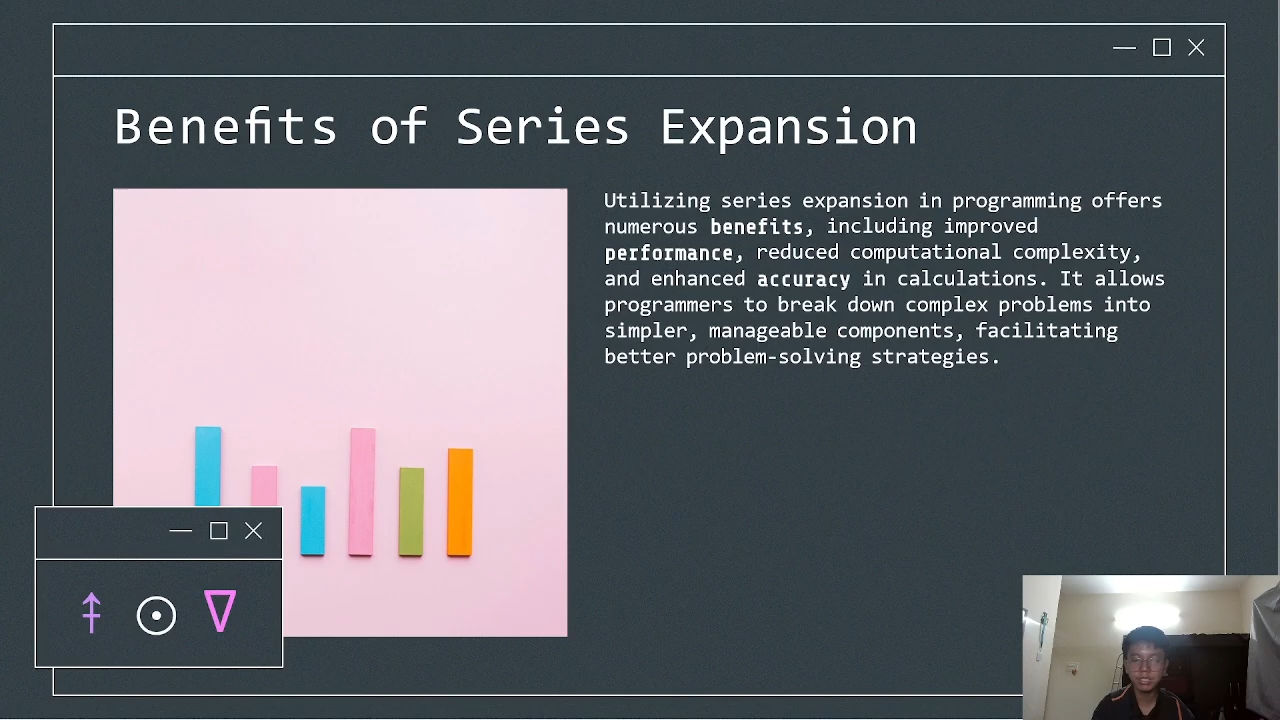 Benefits of Series Expansion
Utilizing series expansion in programming offers
numerous benefits, including improved
performance, reduced computational complexity,
and enhanced accuracy in calculations. It allows
programmers to break down complex problems into
simpler, manageable components, facilitating
better problem-solving strategies.